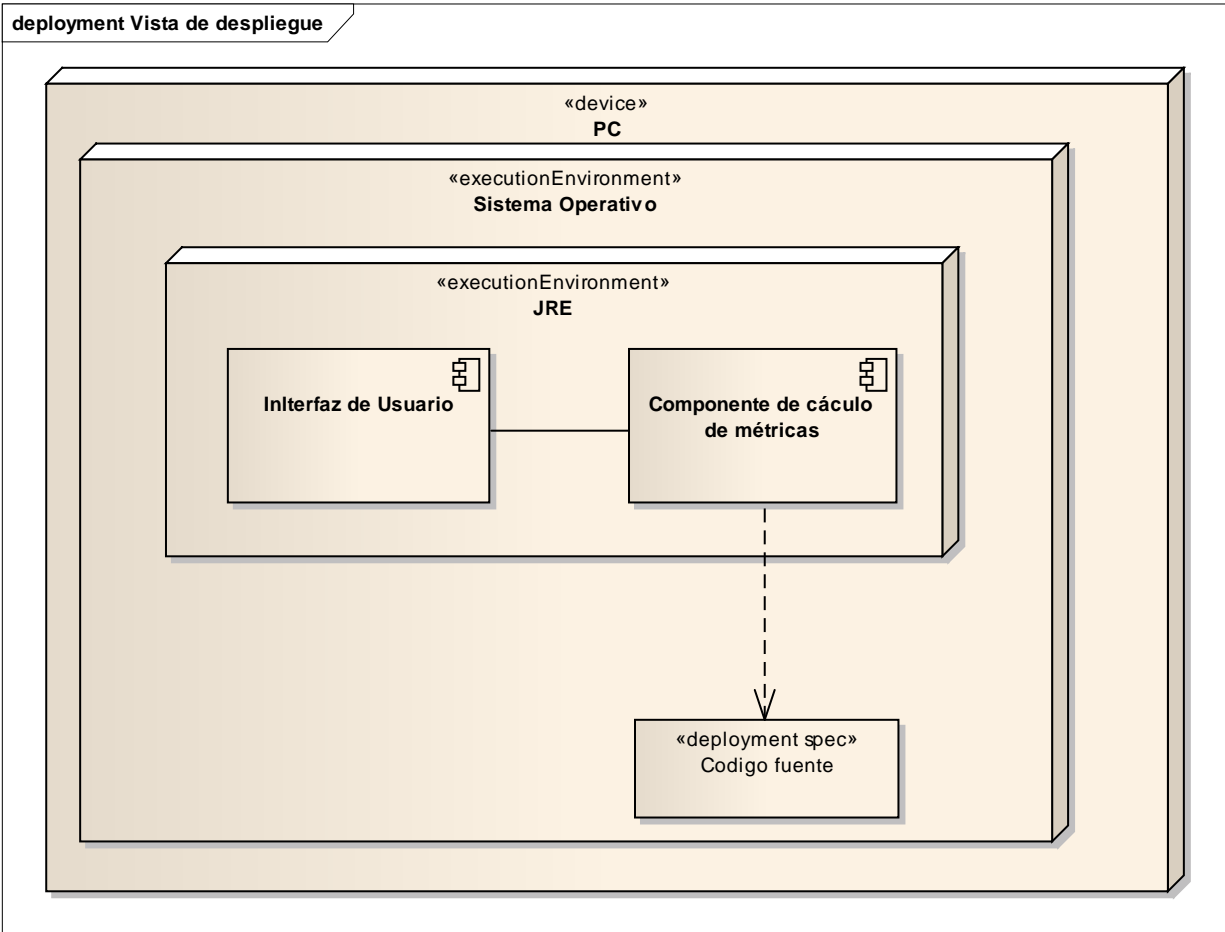 deployment Vista de despliegue
«device»
PC
«executionEnvironment»
Sistema Operativo
«executionEnvironment»
JRE
Inlterfaz de Usuario
Componente de cáculo
de métricas
«deployment spec»
Codigo fuente